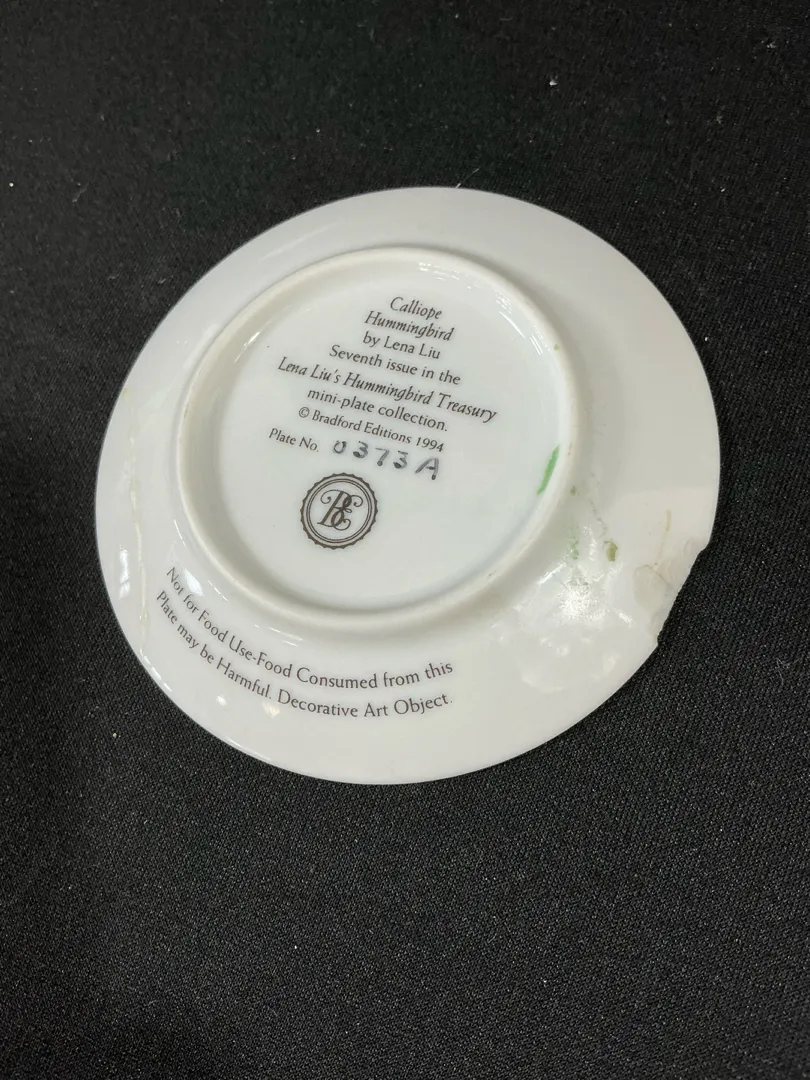 Calliope
Hummingbird
by Lena Liu
Seventh issue in the
Lena Liu's Hummingbird Treasury
mini-plate collection.
© Bradford Editions 1994
Plate No. 0373A
BE
Not for Food Use-Food Consumed from this
Plate may be Harmful. Decorative Art Object.